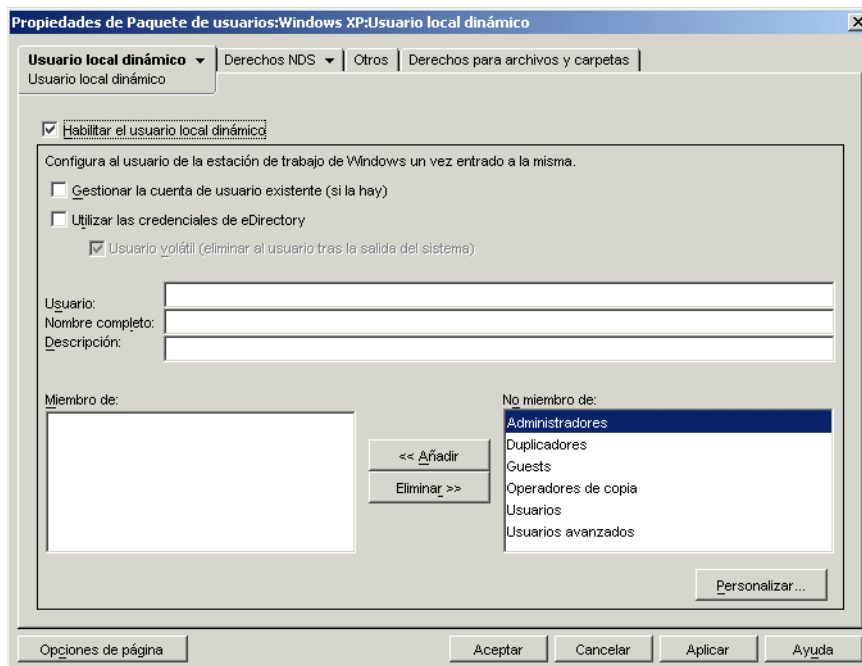 Propiedades de Paquete de usuarios:Windows XP:Usuario local dinámico
Usuario local dinámico
Derechos NDS
Otros
Derechos para archivos y carpetas
Usuario local dinámico
Habilitar el usuario local dinámico
Configura al usuario de la estación de trabajo de Windows un vez entrado a la misma.
Gestionar la cuenta de usuario existente (si la hay)
Utilizar las credenciales de eDirectory
Usuario volátil (eliminar al usuario tras la salida del sistema)
Usuario:
Nombre completo:
Descripción:
Miembro de:
No miembro de:
Administradores
Duplicadores
Guests
Operadores de copia
Usuarios
Usuarios avanzados
<< Añadir
Eliminar >>
Personalizar...
Opciones de página
Aceptar
Cancelar
Aplicar
Ayuda